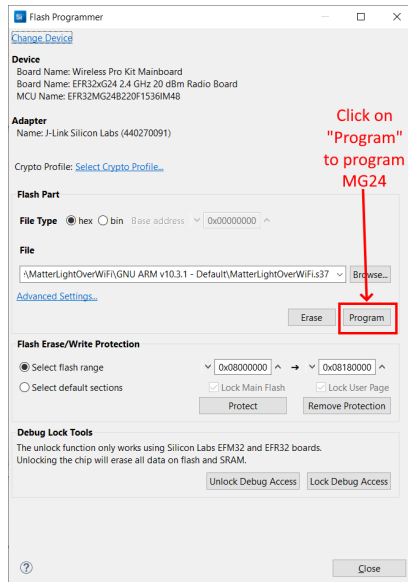 Si Flash Programmer
Change Device
Device
Board Name: Wireless Pro Kit Mainboard
Board Name: EFR32xG24 2.4 GHz 20 dBm Radio Board
MCU Name: EFR32MG24B220F1536IM48
Adapter
Name: J-Link Silicon Labs (440270091)
Click on
"Program"
to program
MG24
Crypto Profile: Select Crypto Profile...
Flash Part
File Type hex bin Base address 0x00000000
File
:\MatterLightOverWiFi\GNU ARM v10.3.1 - Default\MatterLightOverWiFi.s37 Browse...
Advanced Settings...
Erase Program
Flash Erase/Write Protection
Select flash range 0x08000000 → 0x08180000
Select default sections Lock Main Flash Lock User Page
Protect Remove Protection
Debug Lock Tools
The unlock function only works using Silicon Labs EFM32 and EFR32 boards.
Unlocking the chip will erase all data on flash and SRAM.
Unlock Debug Access Lock Debug Access
? Close